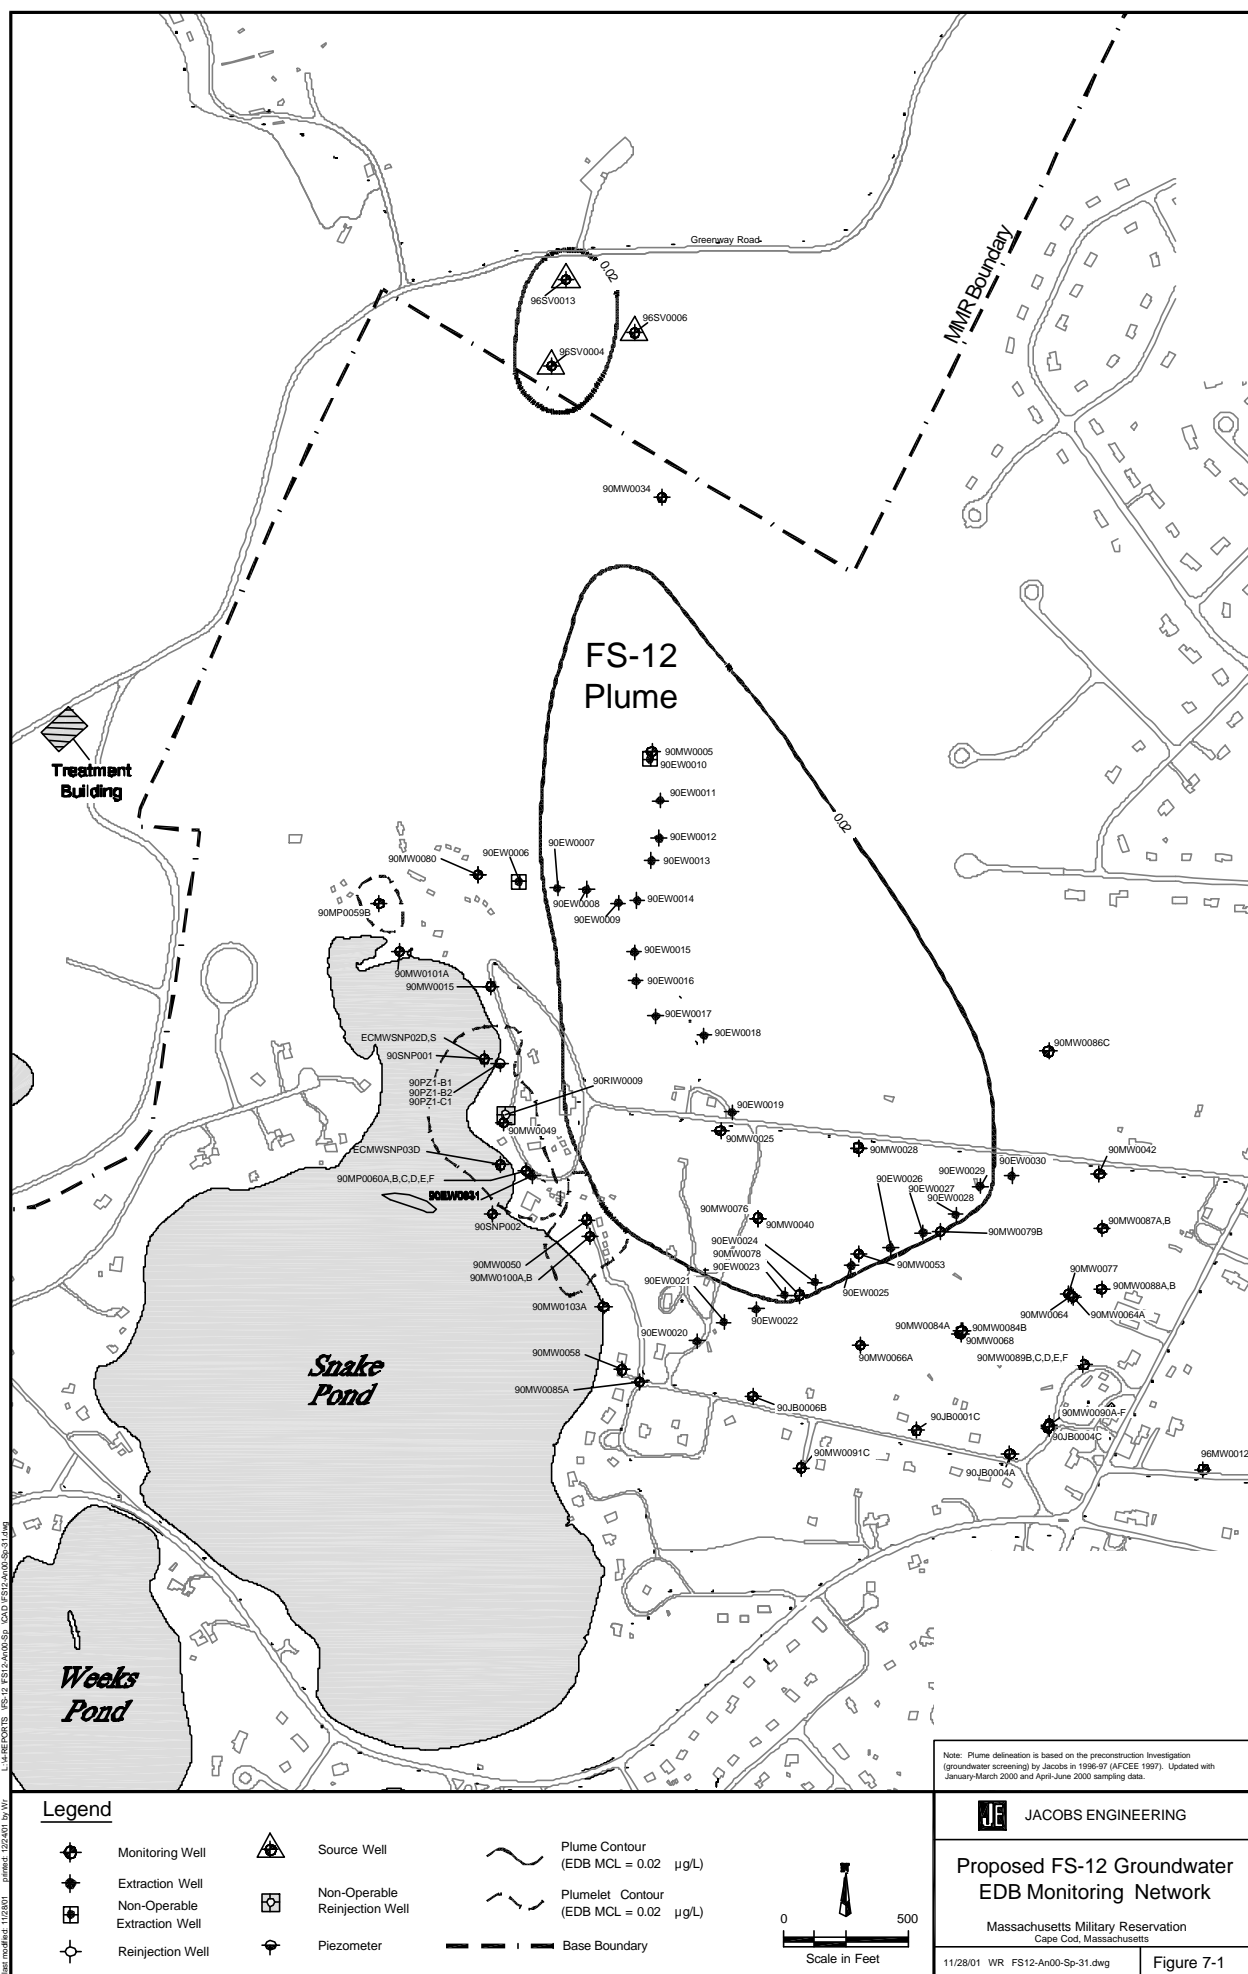 Greenway Road
0.02
96SV0013
96SV0006
96SV0004
MMR Boundary
90MW0034
FS-12
Plume
Treatment
Building
90MW0005
90EW0010
90EW0011
90EW0012
90EW0013
0.02
90EW0007
90EW0006
90MW0080
90EW0008
90EW0009
90EW0014
90MP0059B
90EW0015
90MW0101A
90MW0015
90EW0016
90EW0017
90EW0018
ECMWSNP02D,S
90SNP001
90MW0086C
90PZ1-B1
90PZ1-B2
90PZ1-C1
90RIW0009
90EW0019
90MW0049
90MW0025
ECMWSNP03D
90MW0028
90MW0042
90EW0030
90EW0029
90MP0060A,B,C,D,E,F
90EW0026
90EW0027
90EW0028
90SNP002
90MW0076
90MW0040
90MW0087A,B
90MW0079B
90EW0024
90MW0078
90EW0023
90MW0050
90MW0100A,B
90MW0053
90EW0021
90EW0025
90MW0077
90MW0088A,B
90MW0103A
90EW0022
90MW0064
90MW0064A
90EW0020
90MW0084A
90MW0084B
90MW0068
90MW0058
90MW0066A
90MW0089B,C,D,E,F
Snake
Pond
90MW0085A
90JB0006B
90MW0090A-F
90JB0001C
90JB0004C
90MW0091C
90JB0004A
96MW0012
Weeks
Pond
Note: Plume delineation is based on the preconstruction Investigation
(groundwater screening) by Jacobs in 1996-97 (AFCEE 1997). Updated with
January-March 2000 and April-June 2000 sampling data.
Legend
Monitoring Well
Extraction Well
Non-Operable
Extraction Well
Reinjection Well
Source Well
Non-Operable
Reinjection Well
Piezometer
Plume Contour
(EDB MCL = 0.02 µg/L)
Plumelet Contour
(EDB MCL = 0.02 µg/L)
Base Boundary
0 500
Scale in Feet
JE JACOBS ENGINEERING
Proposed FS-12 Groundwater
EDB Monitoring Network
Massachusetts Military Reservation
Cape Cod, Massachusetts
11/28/01 WR FS12-An00-Sp-31.dwg
Figure 7-1